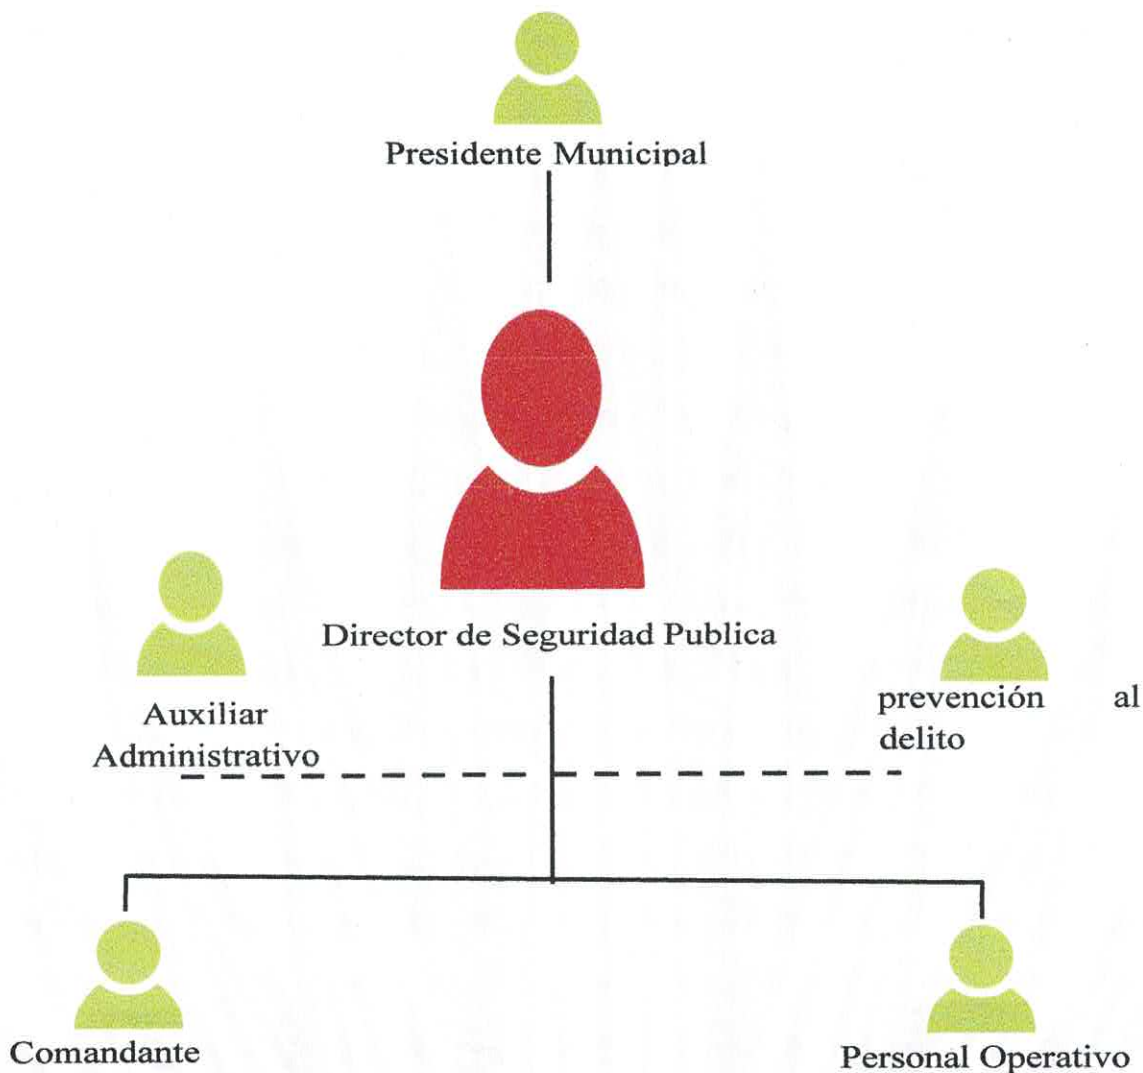 Presidente Municipal
Director de Seguridad Publica
Auxiliar
Administrativo
prevención al
delito
Comandante
Personal Operativo